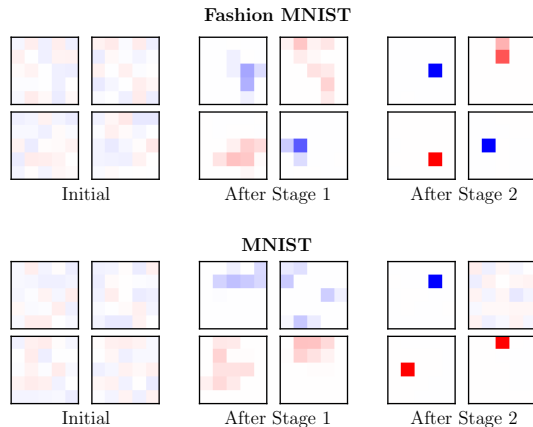 Fashion MNIST
Initial
After Stage 1
After Stage 2
MNIST
Initial
After Stage 1
After Stage 2